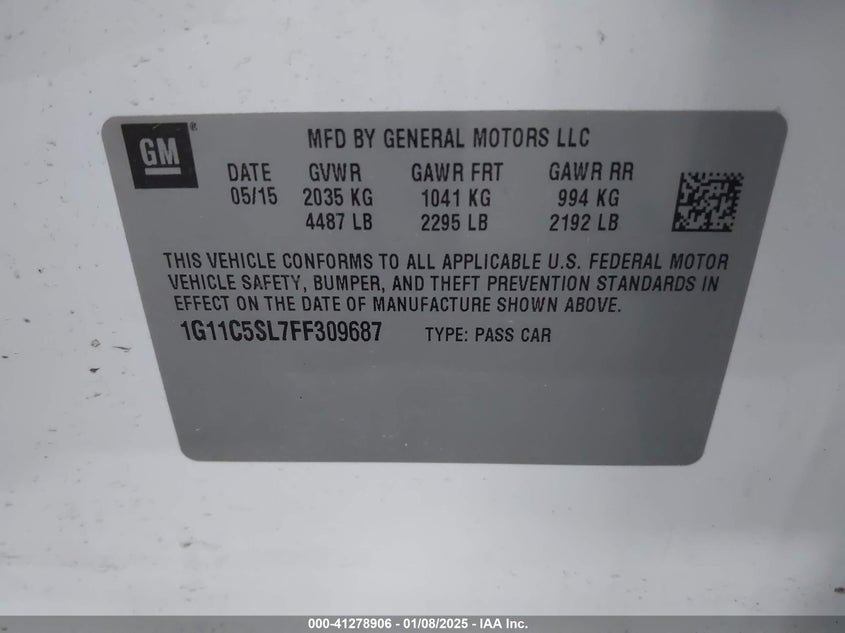 GM ®
MFD BY GENERAL MOTORS LLC
DATE GVWR GAWR FRT GAWR RR
05/15 2035 KG 1041 KG 994 KG
4487 LB 2295 LB 2192 LB
THIS VEHICLE CONFORMS TO ALL APPLICABLE U.S. FEDERAL MOTOR
VEHICLE SAFETY, BUMPER, AND THEFT PREVENTION STANDARDS IN
EFFECT ON THE DATE OF MANUFACTURE SHOWN ABOVE.
1G11C5SL7FF309687 TYPE: PASS CAR
000-41278906 - 01/08/2025 - IAA Inc.